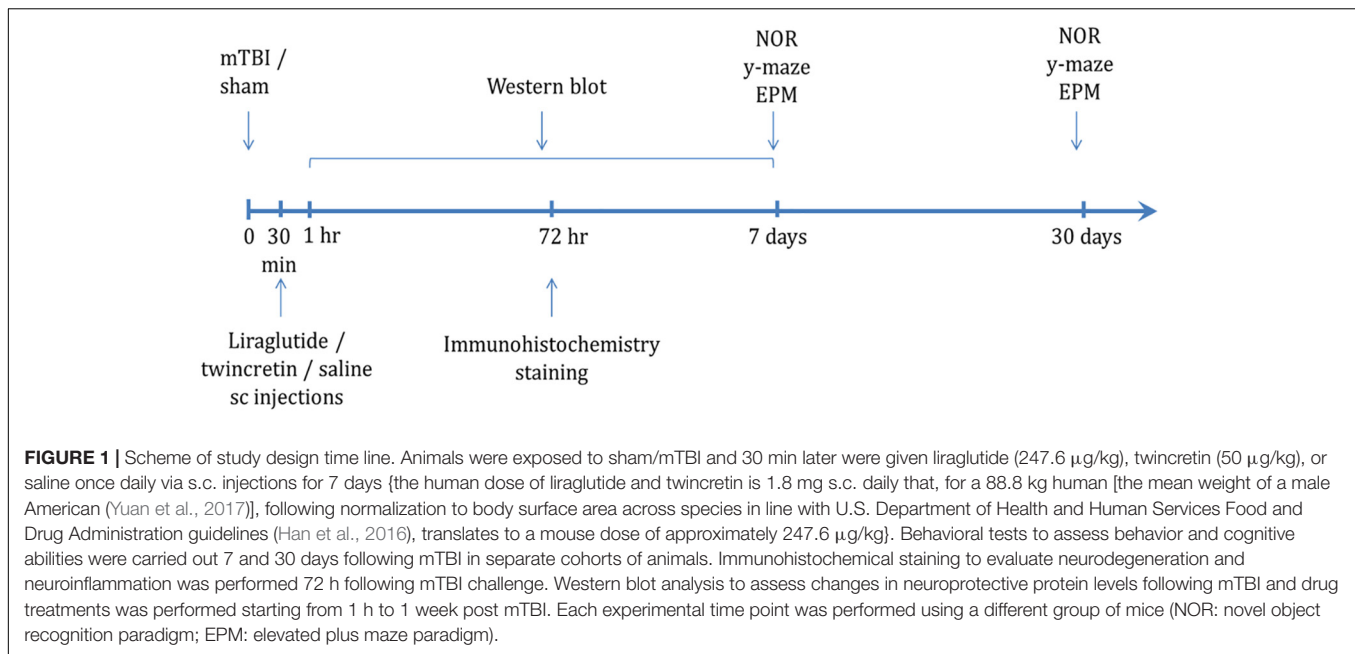 mTBI /
sham
Western blot
NOR
y-maze
EPM
NOR
y-maze
EPM
0
30
min
1 hr
72 hr
7 days
30 days
Liraglutide /
twincretin / saline
sc injections
Immunohistochemistry
staining
FIGURE 1 | Scheme of study design time line. Animals were exposed to sham/mTBI and 30 min later were given liraglutide (247.6 μg/kg), twincretin (50 μg/kg), or
saline once daily via s.c. injections for 7 days {the human dose of liraglutide and twincretin is 1.8 mg s.c. daily that, for a 88.8 kg human [the mean weight of a male
American (Yuan et al., 2017)], following normalization to body surface area across species in line with U.S. Department of Health and Human Services Food and
Drug Administration guidelines (Han et al., 2016), translates to a mouse dose of approximately 247.6 μg/kg}. Behavioral tests to assess behavior and cognitive
abilities were carried out 7 and 30 days following mTBI in separate cohorts of animals. Immunohistochemical staining to evaluate neurodegeneration and
neuroinflammation was performed 72 h following mTBI challenge. Western blot analysis to assess changes in neuroprotective protein levels following mTBI and drug
treatments was performed starting from 1 h to 1 week post mTBI. Each experimental time point was performed using a different group of mice (NOR: novel object
recognition paradigm; EPM: elevated plus maze paradigm).